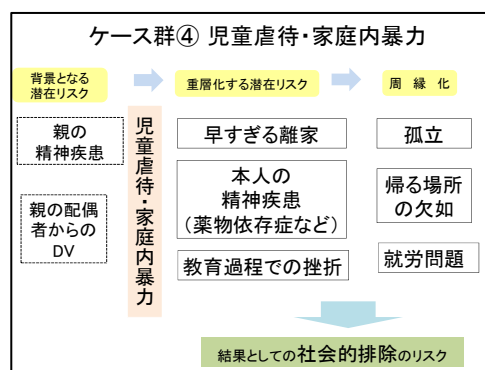 ケース群④ 児童虐待・家庭内暴力
背景となる
潜在リスク
重層化する潜在リスク
周 縁 化
親の
精神疾患
親の配偶
者からの
DV
児童虐待・家庭内暴力
早すぎる離家
本人の
精神疾患
(薬物依存症など)
教育過程での挫折
孤立
帰る場所
の欠如
就労問題
結果としての社会的排除のリスク